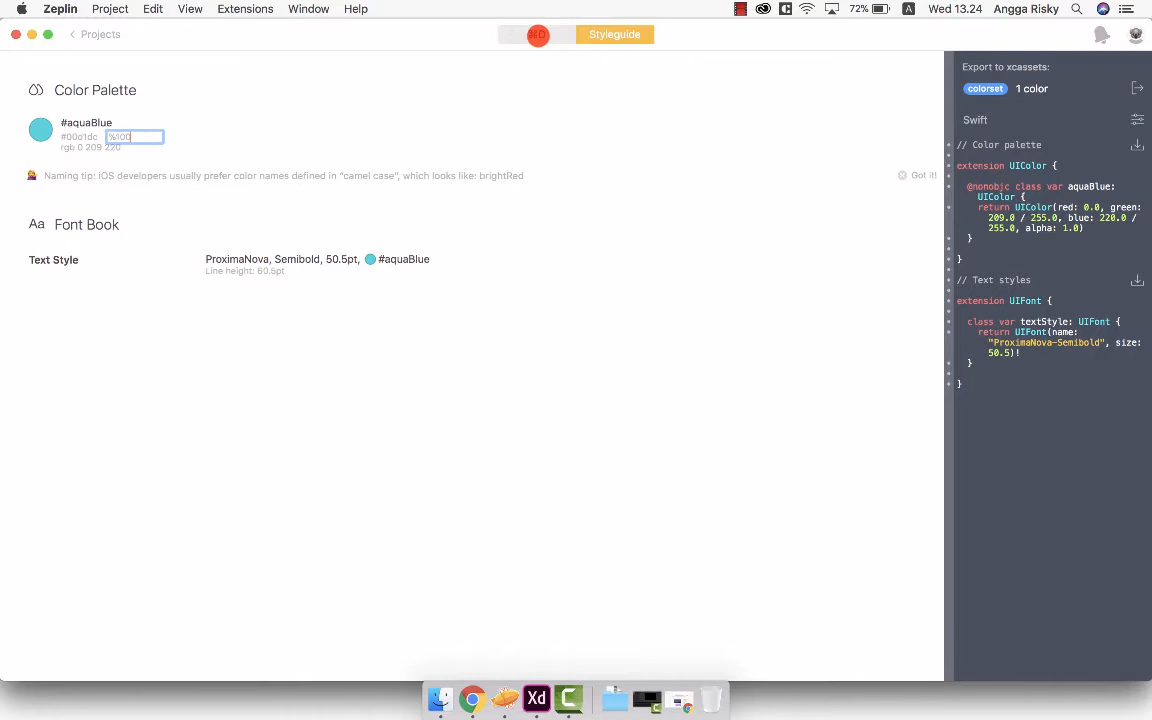 Zeplin Project Edit View Extensions Window Help 72% A Wed 13.24 Angga Risky
Projects
⌘D Styleguide
Color Palette
#aquaBlue
#00d1dc %100
rgb 0 209 220
Naming tip: iOS developers usually prefer color names defined in “camel case”, which looks like: brightRed Got it!
Aa Font Book
Text Style ProximaNova, Semibold, 50.5pt, #aquaBlue
Line height: 60.5pt
Export to xcassets:
colorset 1 color
Swift
// Color palette
extension UIColor {
@nonobjc class var aquaBlue:
UIColor {
return UIColor(red: 0.0, green:
209.0 / 255.0, blue: 220.0 /
255.0, alpha: 1.0)
}
}
// Text styles
extension UIFont {
class var textStyle: UIFont {
return UIFont(name:
"ProximaNova-Semibold", size:
50.5)!
}
}
Xd